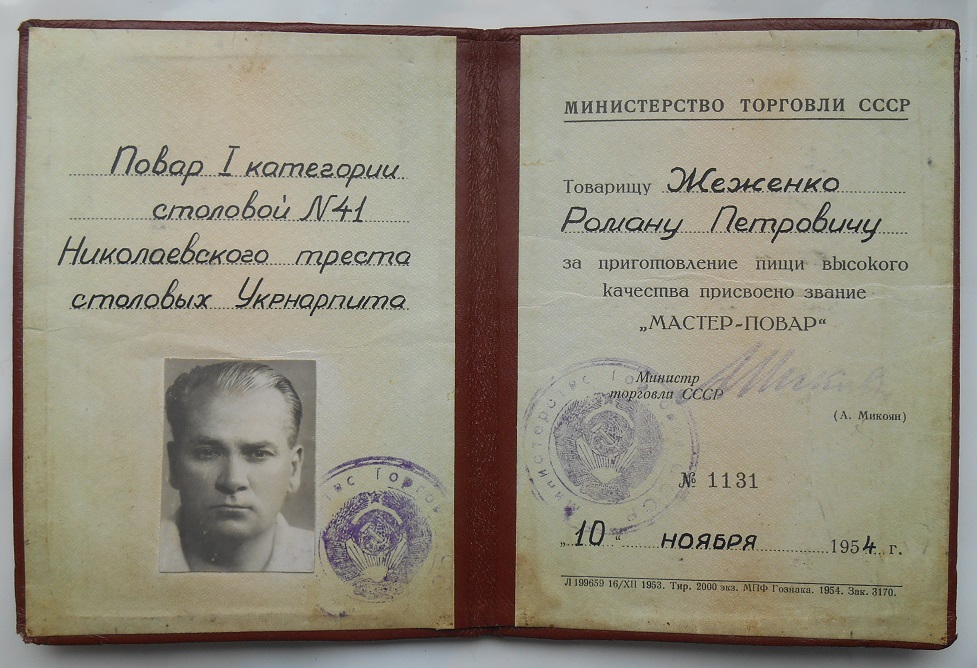 Повар I категории
столовой N41
Николаевского треста
столовых Укрнарпита
МИНИСТЕРСТВО ТОРГОВЛИ СССР
Товарищу Жеженко
Роману Петровичу
за приготовление пищи высокого
качества присвоено звание
„МАСТЕР-ПОВАР“
Министр
торговли СССР
(А. Микоян)
№ 1131
„10“ ноября 1954 г.
Л 199659 16/XII 1953. Тир. 2000 экз. МПФ Гознака. 1954. Зак. 3170.